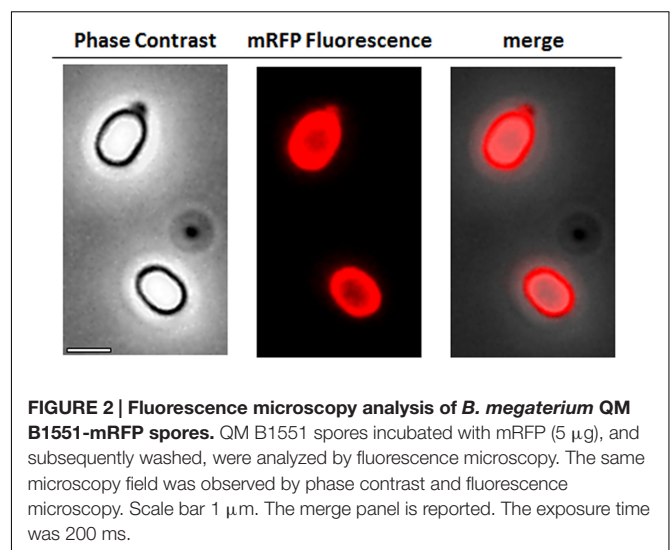 Phase Contrast mRFP Fluorescence merge
FIGURE 2 | Fluorescence microscopy analysis of B. megaterium QM
B1551-mRFP spores. QM B1551 spores incubated with mRFP (5 μg), and
subsequently washed, were analyzed by fluorescence microscopy. The same
microscopy field was observed by phase contrast and fluorescence
microscopy. Scale bar 1 μm. The merge panel is reported. The exposure time
was 200 ms.